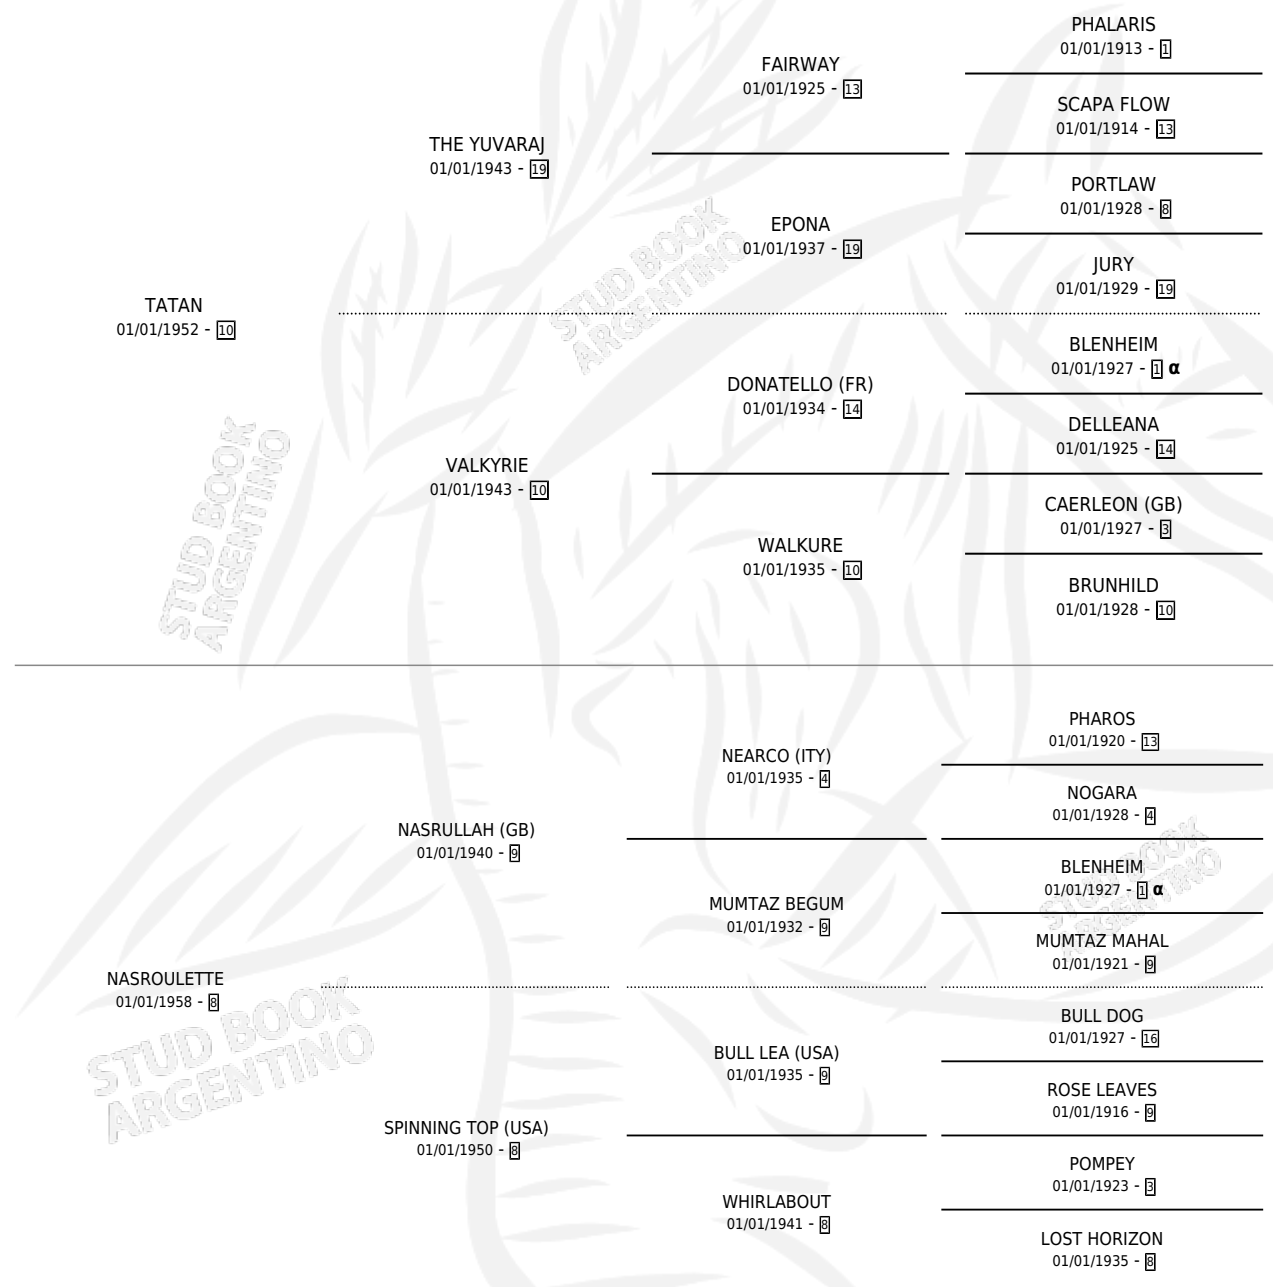 PHALARIS
01/01/1913 - 1
FAIRWAY
01/01/1925 - 13
SCAPA FLOW
01/01/1914 - 13
THE YUVARAJ
01/01/1943 - 19
PORTLAW
01/01/1928 - 8
EPONA
01/01/1937 - 19
JURY
01/01/1929 - 19
TATAN
01/01/1952 - 10
STUD BOOK
ARGENTINO
BLENHEIM
01/01/1927 - 1 α
DONATELLO (FR)
01/01/1934 - 14
DELLEANA
01/01/1925 - 14
VALKYRIE
01/01/1943 - 10
CAERLEON (GB)
01/01/1927 - 3
WALKURE
01/01/1935 - 10
BRUNHILD
01/01/1928 - 10
STUD BOOK
ARGENTINO
PHAROS
01/01/1920 - 13
NEARCO (ITY)
01/01/1935 - 4
NOGARA
01/01/1928 - 4
NASRULLAH (GB)
01/01/1940 - 9
BLENHEIM
01/01/1927 - 1 α
MUMTAZ BEGUM
01/01/1932 - 9
MUMTAZ MAHAL
01/01/1921 - 9
STUD BOOK
ARGENTINO
NASROULETTE
01/01/1958 - 8
BULL DOG
01/01/1927 - 16
BULL LEA (USA)
01/01/1935 - 9
ROSE LEAVES
01/01/1916 - 9
STUD BOOK
ARGENTINO
SPINNING TOP (USA)
01/01/1950 - 8
POMPEY
01/01/1923 - 3
WHIRLABOUT
01/01/1941 - 8
LOST HORIZON
01/01/1935 - 8